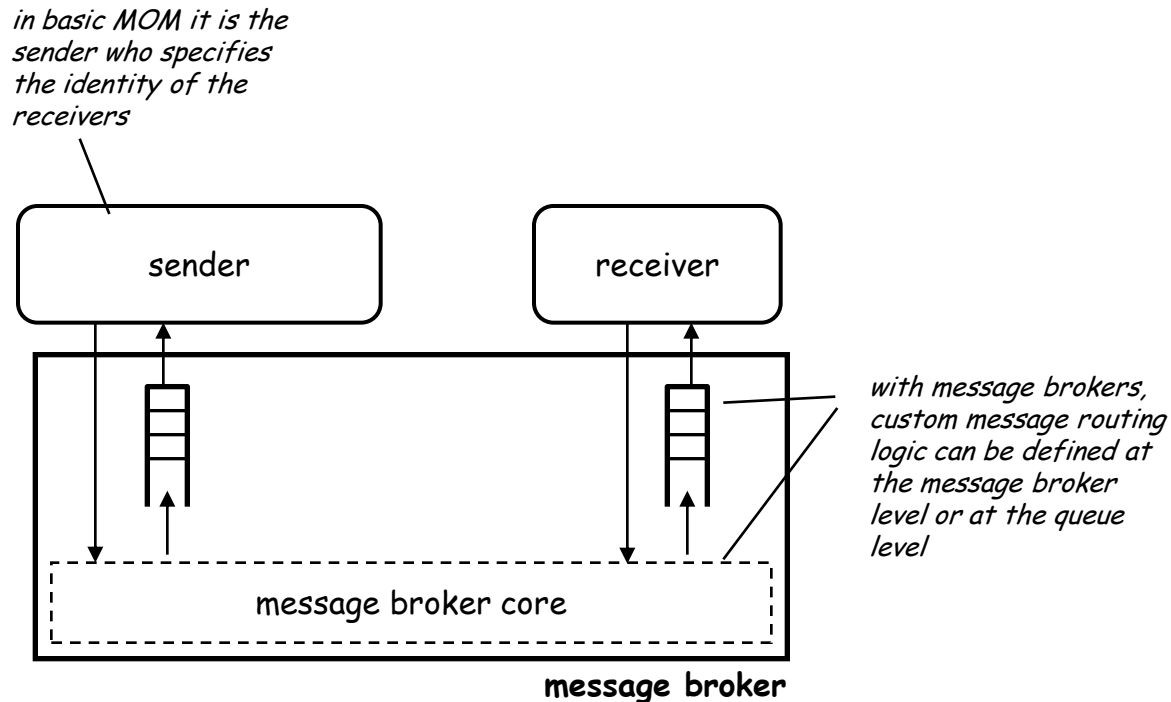 in basic MOM it is the
sender who specifies
the identity of the
receivers
sender
receiver
with message brokers,
custom message routing
logic can be defined at
the message broker
level or at the queue
level
message broker core
message broker